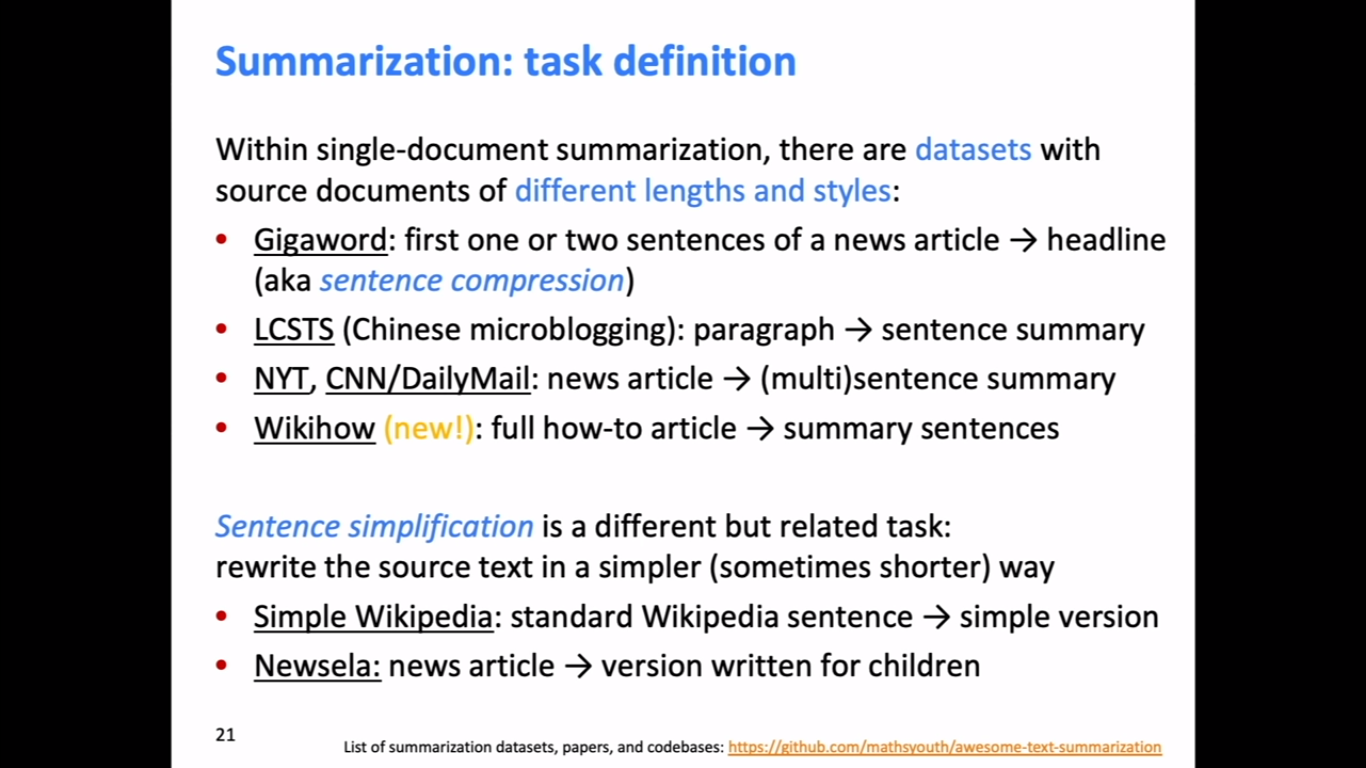 Summarization: task definition
Within single-document summarization, there are datasets with
source documents of different lengths and styles:
• Gigaword: first one or two sentences of a news article → headline
(aka sentence compression)
• LCSTS (Chinese microblogging): paragraph → sentence summary
• NYT, CNN/DailyMail: news article → (multi)sentence summary
• Wikihow (new!): full how-to article → summary sentences
Sentence simplification is a different but related task:
rewrite the source text in a simpler (sometimes shorter) way
• Simple Wikipedia: standard Wikipedia sentence → simple version
• Newsela: news article → version written for children
21
List of summarization datasets, papers, and codebases: https://github.com/mathsyouth/awesome-text-summarization